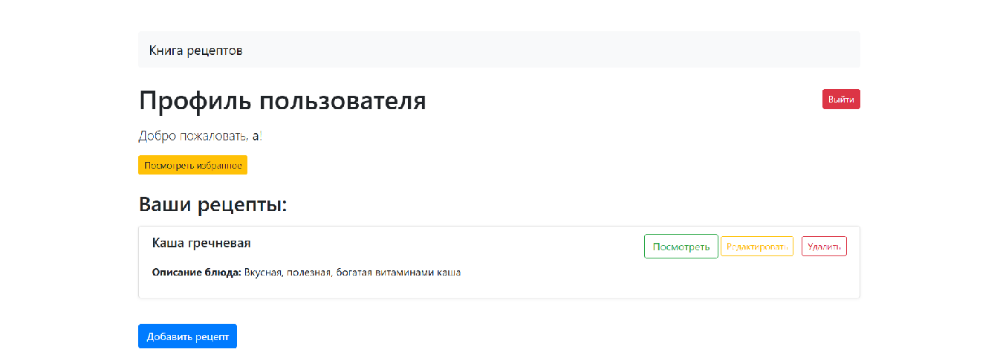 Книга рецептов
Профиль пользователя
Выйти
Добро пожаловать, a!
Посмотреть избранное
Ваши рецепты:
Каша гречневая
Посмотреть Редактировать Удалить
Описание блюда: Вкусная, полезная, богатая витаминами каша
Добавить рецепт